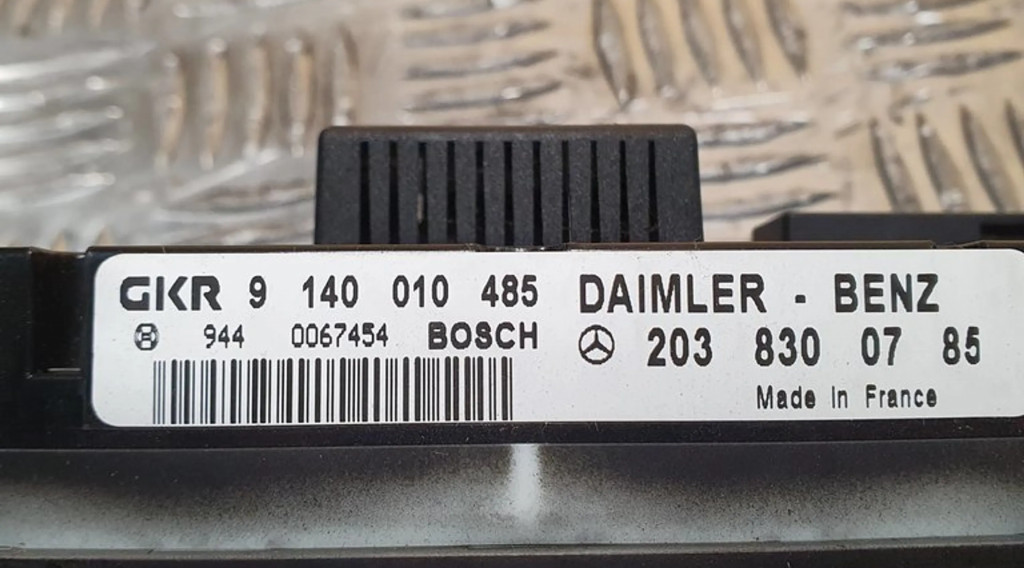 GKR 9 140 010 485
944 0067454 BOSCH
DAIMLER - BENZ
203 830 07 85
Made In France